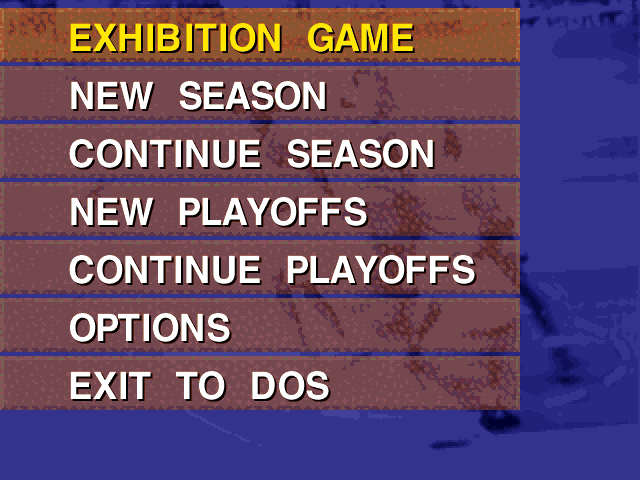 EXHIBITION GAME
NEW SEASON
CONTINUE SEASON
NEW PLAYOFFS
CONTINUE PLAYOFFS
OPTIONS
EXIT TO DOS